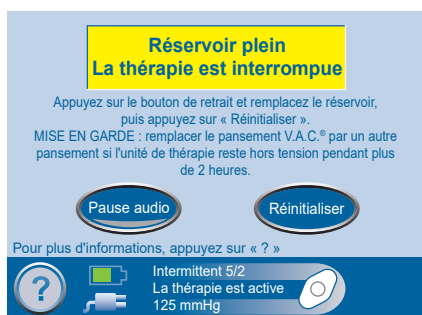 Réservoir plein
La thérapie est interrompue
Appuyez sur le bouton de retrait et remplacez le réservoir,
puis appuyez sur « Réinitialiser ».
MISE EN GARDE : remplacer le pansement V.A.C.® par un autre
pansement si l'unité de thérapie reste hors tension pendant plus
de 2 heures.
Pause audio
Réinitialiser
Pour plus d'informations, appuyez sur « ? »
?
Intermittent 5/2
La thérapie est active
125 mmHg